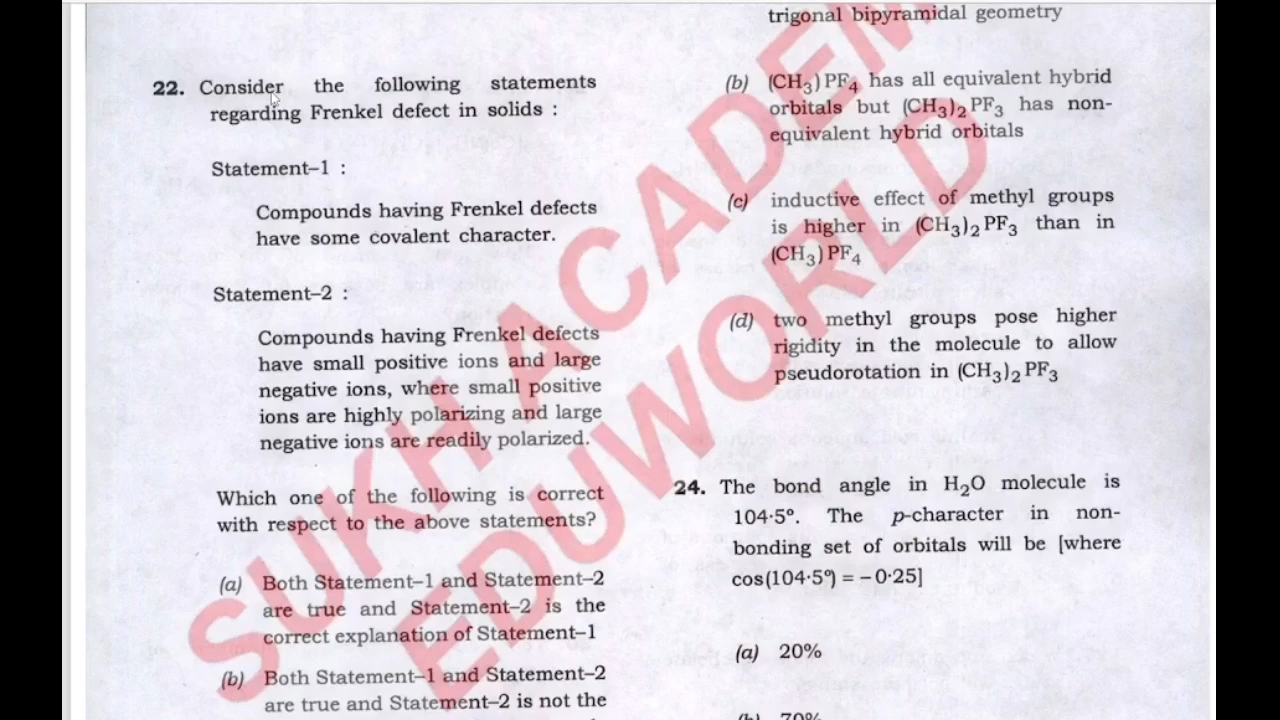 22. Consider the following statements
regarding Frenkel defect in solids :
Statement–1 :
Compounds having Frenkel defects
have some covalent character.
Statement–2 :
Compounds having Frenkel defects
have small positive ions and large
negative ions, where small positive
ions are highly polarizing and large
negative ions are readily polarized.
Which one of the following is correct
with respect to the above statements?
(a) Both Statement–1 and Statement–2
are true and Statement–2 is the
correct explanation of Statement–1
(b) Both Statement–1 and Statement–2
are true and Statement–2 is not the
trigonal bipyramidal geometry
(b) (CH₃)PF₄ has all equivalent hybrid
orbitals but (CH₃)₂PF₃ has non-
equivalent hybrid orbitals
(c) inductive effect of methyl groups
is higher in (CH₃)₂PF₃ than in
(CH₃)PF₄
(d) two methyl groups pose higher
rigidity in the molecule to allow
pseudorotation in (CH₃)₂PF₃
24. The bond angle in H₂O molecule is
104·5°. The p-character in non-
bonding set of orbitals will be [where
cos(104·5°) = −0·25]
(a) 20%
(b) 70%
SUKHA ACADEM
EDUWORLD